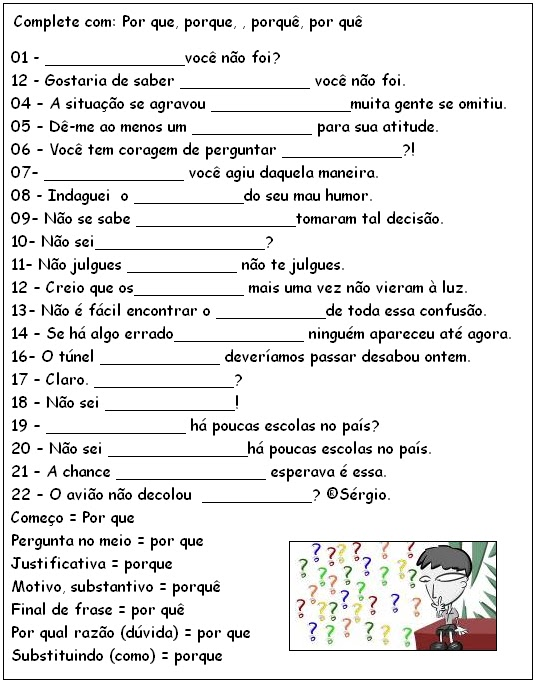 Complete com: Por que, porque, , porquê, por quê
01 - ________________você não foi?
12 - Gostaria de saber _______________ você não foi.
04 - A situação se agravou ________________muita gente se omitiu.
05 - Dê-me ao menos um ______________ para sua atitude.
06 - Você tem coragem de perguntar ______________?!
07- ________________ você agiu daquela maneira.
08 - Indaguei o _____________do seu mau humor.
09- Não se sabe ___________________tomaram tal decisão.
10- Não sei____________________?
11- Não julgues _____________ não te julgues.
12 - Creio que os_____________ mais uma vez não vieram à luz.
13- Não é fácil encontrar o _____________de toda essa confusão.
14 - Se há algo errado_______________ ninguém apareceu até agora.
16- O túnel ______________ deveríamos passar desabou ontem.
17 - Claro. ________________?
18 - Não sei _______________!
19 - ________________ há poucas escolas no país?
20 - Não sei ________________há poucas escolas no país.
21 - A chance _________________ esperava é essa.
22 - O avião não decolou _____________? ®Sérgio.
Começo = Por que
Pergunta no meio = por que
Justificativa = porque
Motivo, substantivo = porquê
Final de frase = por quê
Por qual razão (dúvida) = por que
Substituindo (como) = porque